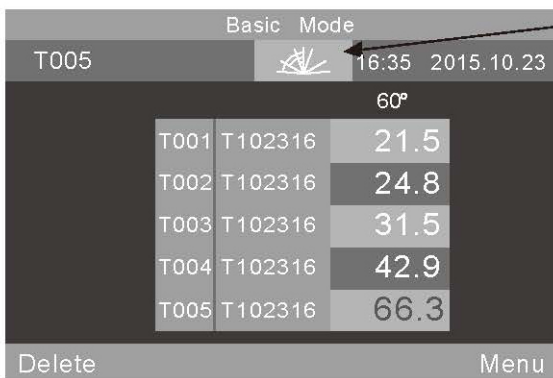 Basic Mode
T005 16:35 2015.10.23
60°
T001 T102316 21.5
T002 T102316 24.8
T003 T102316 31.5
T004 T102316 42.9
T005 T102316 66.3
Delete Menu